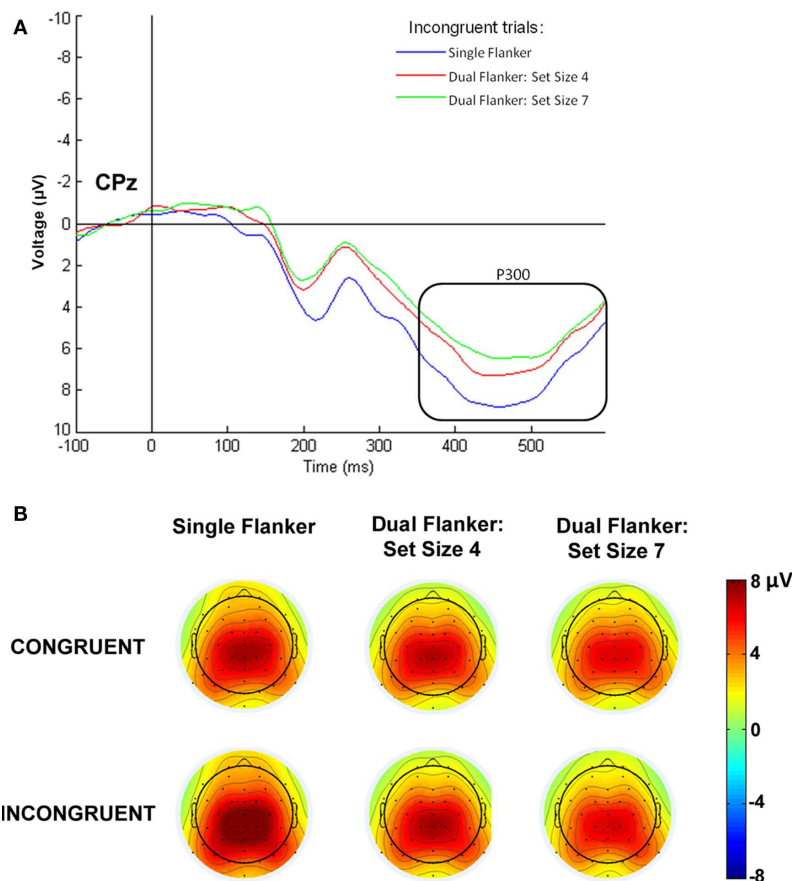 A
Incongruent trials:
Single Flanker
Dual Flanker: Set Size 4
Dual Flanker: Set Size 7
-10
-8
-6
-4
-2
0
2
4
6
8
10
Voltage (µV)
CPz
P300
-100
0
100
200
300
400
500
Time (ms)
B
Single Flanker
Dual Flanker:
Set Size 4
Dual Flanker:
Set Size 7
CONGRUENT
INCONGRUENT
8 µV
4
0
-4
-8